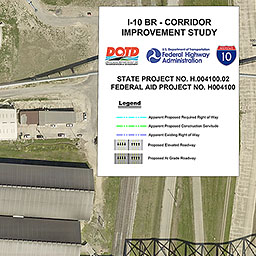 I-10 BR - CORRIDOR
IMPROVEMENT STUDY
DOTD
U.S. Department of Transportation
Federal Highway
Administration
INTERSTATE
10
STATE PROJECT NO. H.004100.02
FEDERAL AID PROJECT NO. H004100
Legend
Apparent Proposed Required Right of Way
Apparent Proposed Construction Servitude
Apparent Existing Right of Way
Proposed Elevated Roadway
Proposed At Grade Roadway